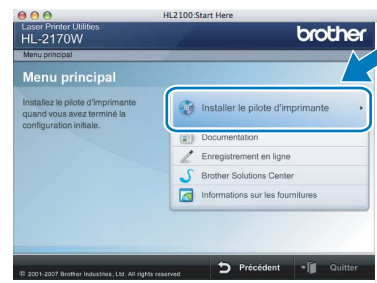 HL2100:Start Here
Laser Printer Utilities
HL-2170W
brother
Menu principal
Menu principal
Installez le pilote d'imprimante
quand vous avez terminé la
configuration initiale.
Installer le pilote d'imprimante
Documentation
Enregistrement en ligne
Brother Solutions Center
Informations sur les fournitures
© 2001-2007 Brother Industries, Ltd. All rights reserved
Précédent
Quitter